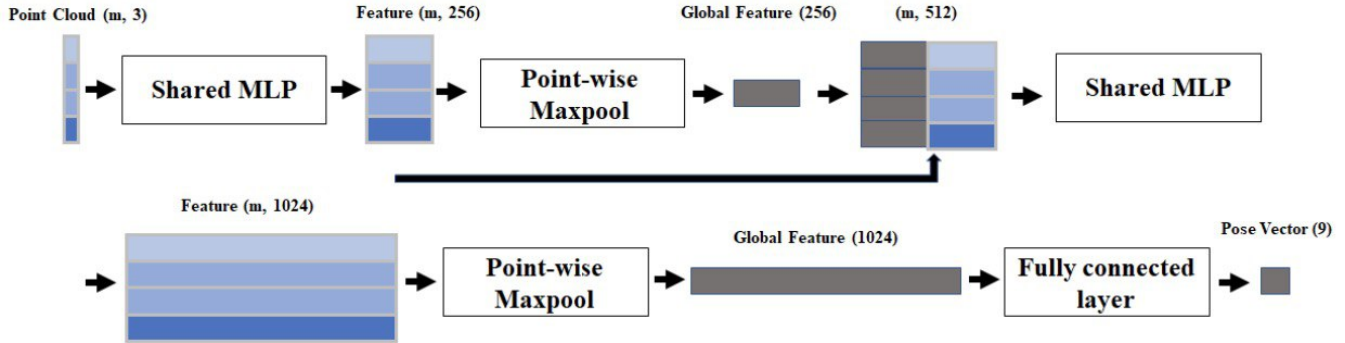 Point Cloud (m, 3)
Feature (m, 256)
Global Feature (256)
(m, 512)
Shared MLP
Point-wise
Maxpool
Shared MLP
Feature (m, 1024)
Global Feature (1024)
Pose Vector (9)
Point-wise
Maxpool
Fully connected
layer